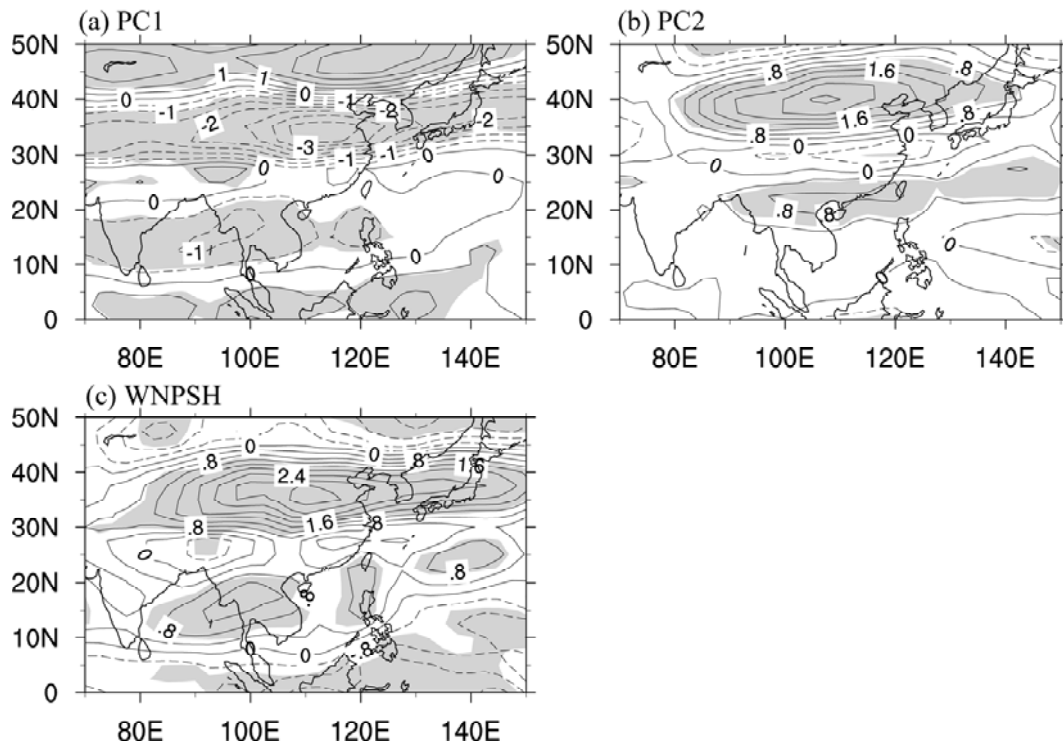 (a) PC1
(b) PC2
50N 40N 30N 20N 10N 0
1 1 0 0 -1 -1 -2 -2 -2 -3 -1 -1 0 0 0 -1 0 0
80E 100E 120E 140E
50N 40N 30N 20N 10N 0
.8 1.6 .8 .8 1.6 .8 0 0 0 .8 .8 0
80E 100E 120E 140E
(c) WNPSH
50N 40N 30N 20N 10N 0
.8 0 0 .8 1.6 2.4 .8 1.6 .8 0 .8 .8 .8 0 0 .8
80E 100E 120E 140E